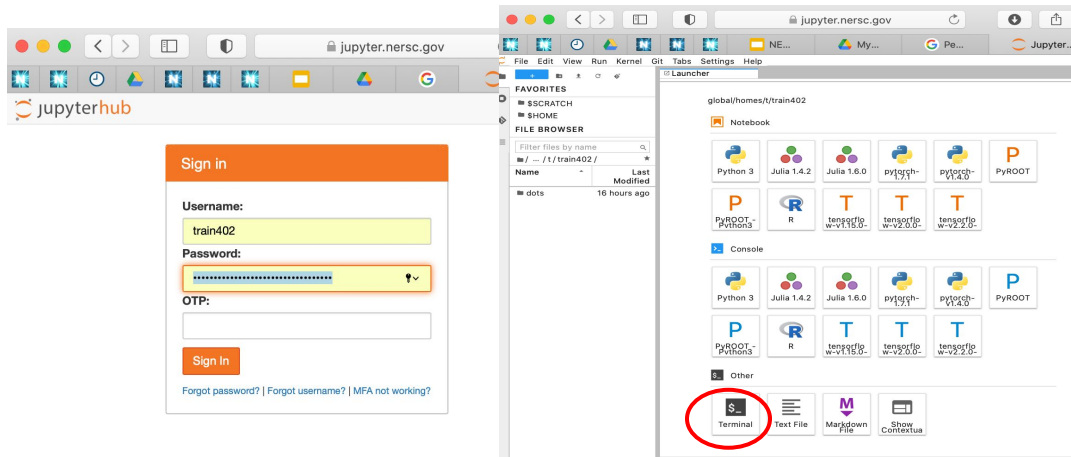 jupyter.nersc.gov
jupyterhub
Sign in
Username:
train402
Password:
OTP:
Sign In
Forgot password? | Forgot username? | MFA not working?
jupyter.nersc.gov
NE... My... Pe... Jupyter...
File Edit View Run Kernel Git Tabs Settings Help
Launcher
FAVORITES
$SCRATCH
$HOME
FILE BROWSER
Filter files by name
/ ... /t/train402/
Name Last Modified
dots 16 hours ago
global/homes/t/train402
Notebook
Python 3 Julia 1.4.2 Julia 1.6.0 pytorch-1.7.1 pytorch-v1.4.0 PyROOT
PyROOT - Python3 R tensorflow-v1.15.0- tensorflow-v2.0.0- tensorflow-v2.2.0-
Console
Python 3 Julia 1.4.2 Julia 1.6.0 pytorch-1.7.1 pytorch-v1.4.0 PyROOT
PyROOT - Python3 R tensorflow-v1.15.0- tensorflow-v2.0.0- tensorflow-v2.2.0-
$_ Other
$_
Terminal Text File Markdown File Show Contextua